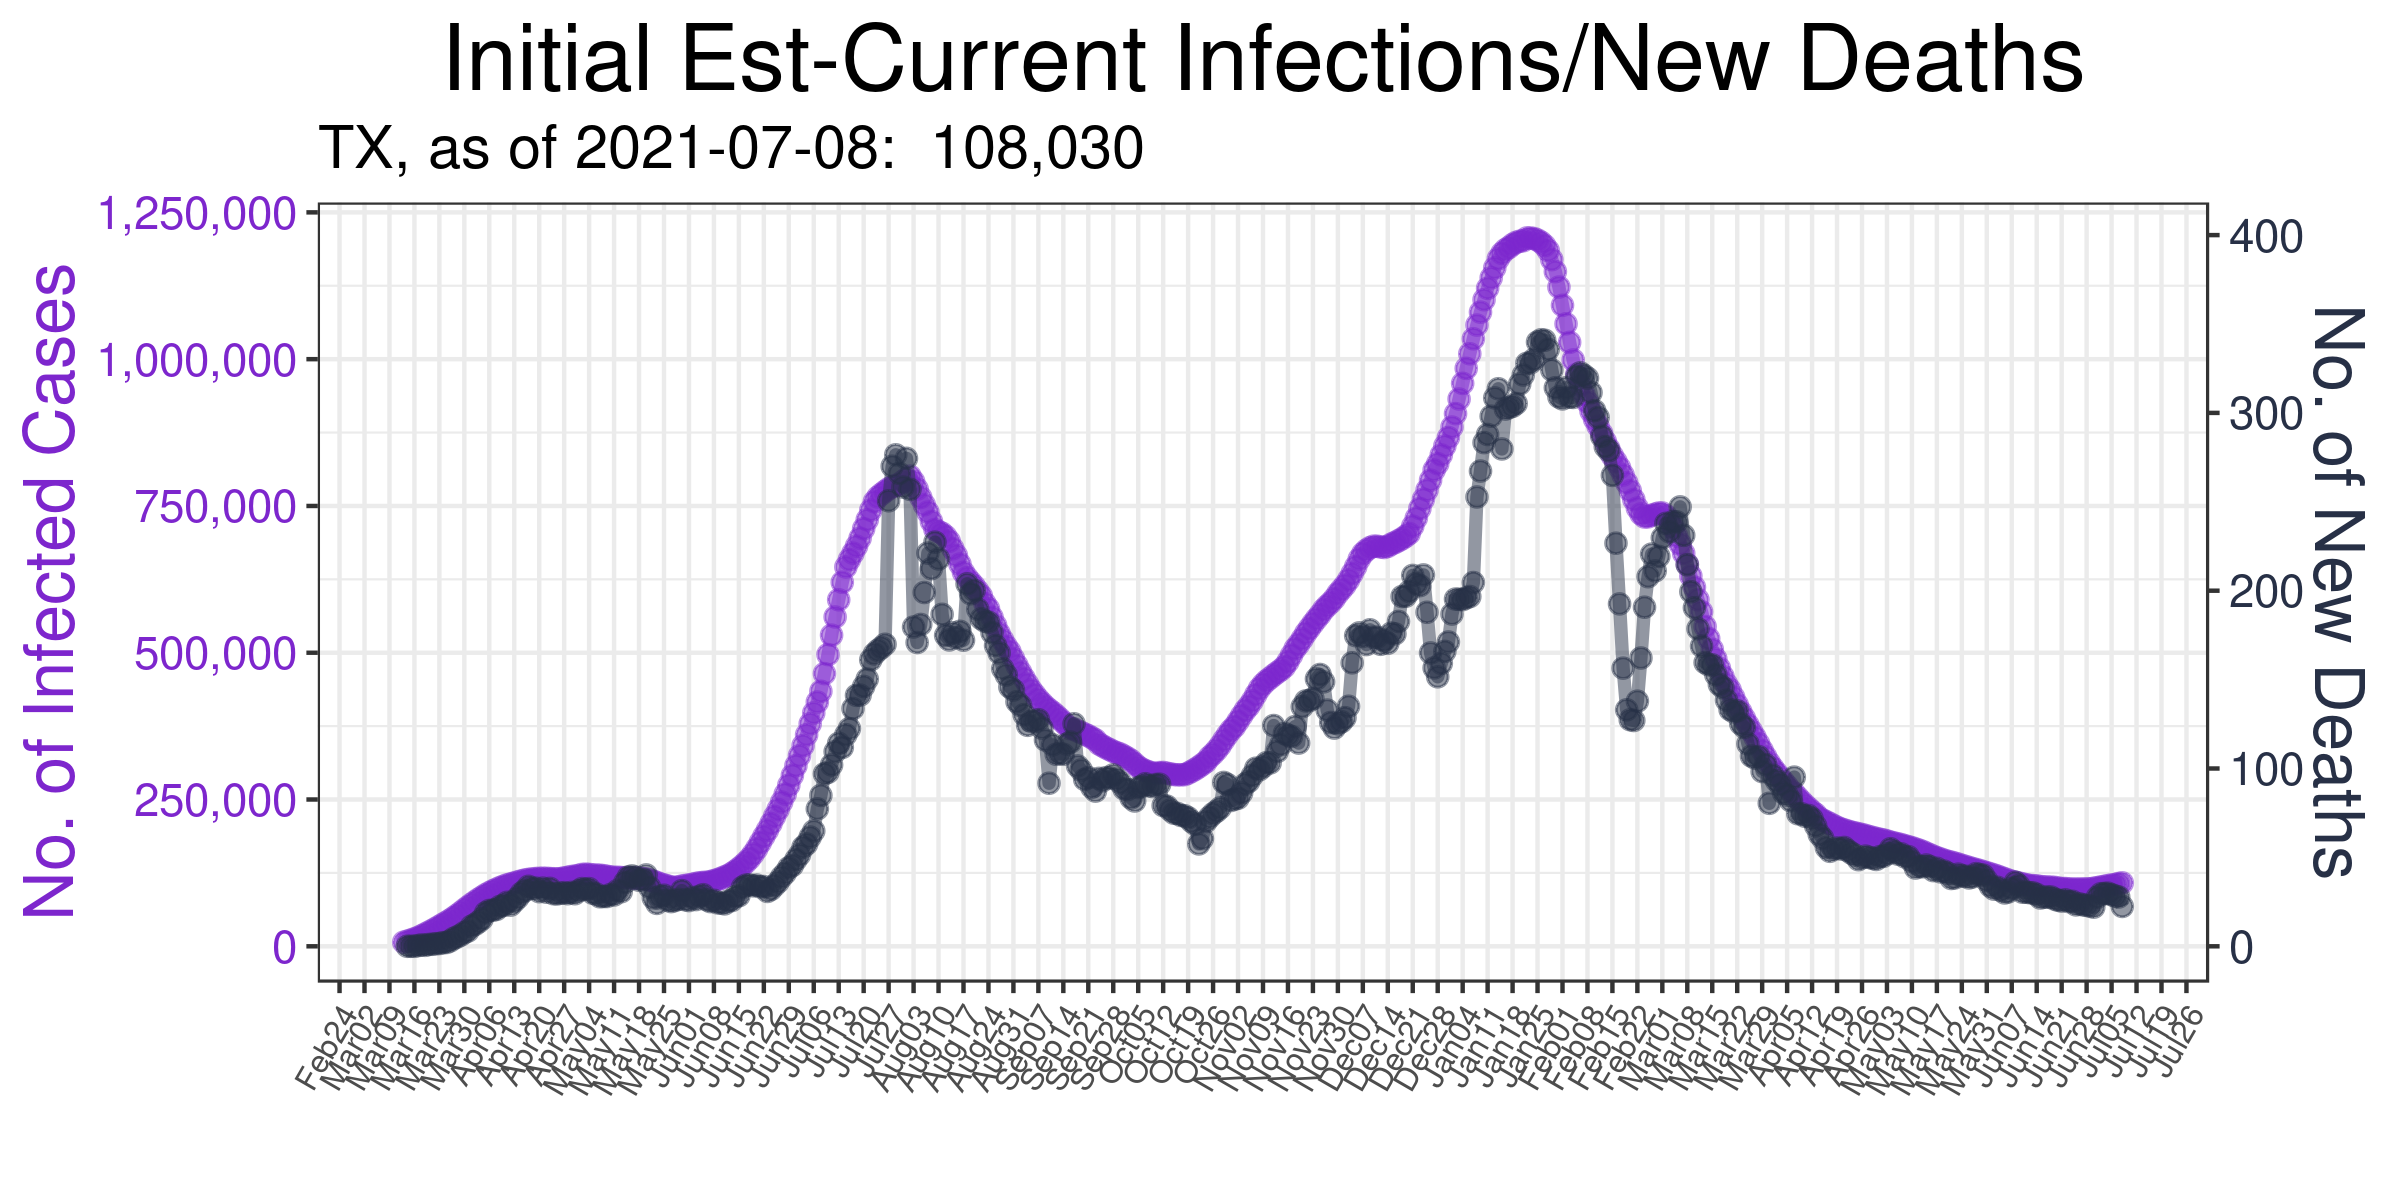 Initial Est-Current Infections/New Deaths
TX, as of 2021-07-08:  108,030
No. of Infected Cases
1,250,000
1,000,000
750,000
500,000
250,000
0
400
300
200
100
0
No. of New Deaths
Feb24
Mar02
Mar09
Mar16
Mar23
Mar30
Apr06
Apr13
Apr20
Apr27
May04
May11
May18
May25
Jun01
Jun08
Jun15
Jun22
Jun29
Jul06
Jul13
Jul20
Jul27
Aug03
Aug10
Aug17
Aug24
Aug31
Sep07
Sep14
Sep21
Sep28
Oct05
Oct12
Oct19
Oct26
Nov02
Nov09
Nov16
Nov23
Nov30
Dec07
Dec14
Dec21
Dec28
Jan04
Jan11
Jan18
Jan25
Feb01
Feb08
Feb15
Feb22
Mar01
Mar08
Mar15
Mar22
Mar29
Apr05
Apr12
Apr19
Apr26
May03
May10
May17
May24
May31
Jun07
Jun14
Jun21
Jun28
Jul05
Jul12
Jul19
Jul26